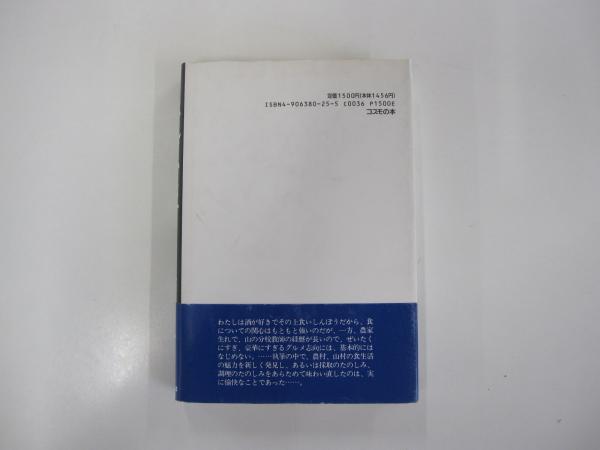 定価1500円(本体1456円)
ISBN4-906380-25-5 C0036 P1500E
コスモの本
わたしは酒が好きでその上食いしんぼうだから、食
についての関心はもともと強いのだが、一方、農家
生れで、山の分校教師の経歴が長いので、ぜいたく
にすぎ、豪華にすぎるグルメ志向には、基本的には
なじめない。……執筆の中で、農村、山村の食生活
の魅力を新しく発見し、あるいは採取のたのしみ、
調理のたのしみをあらためて味わい直したのは、実
に愉快なことであった……。